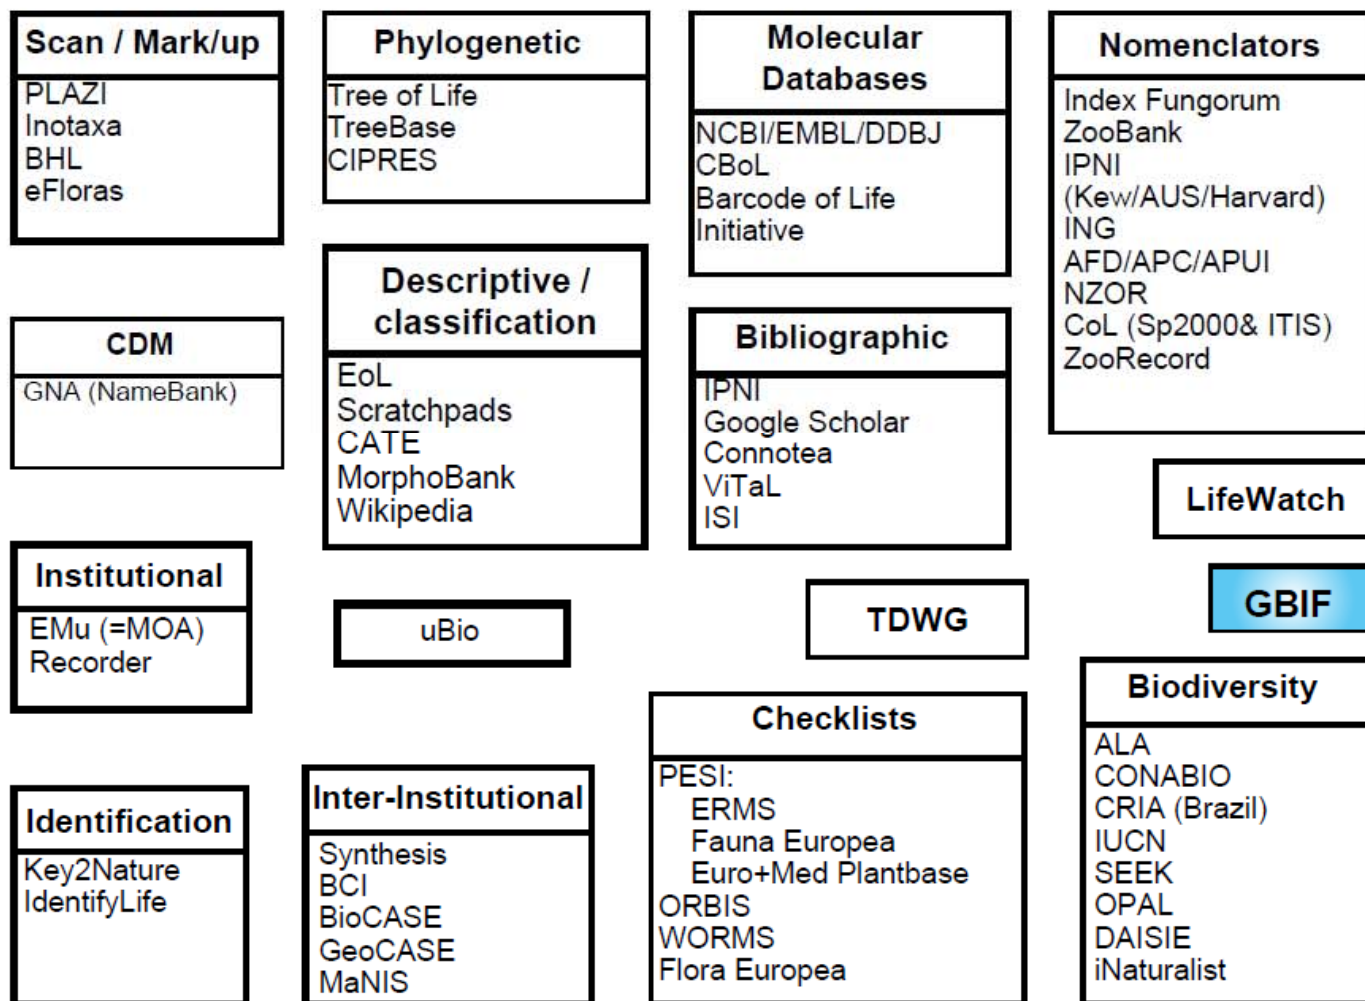 Scan / Mark/up
PLAZI
Inotaxa
BHL
eFloras
Phylogenetic
Tree of Life
TreeBase
CIPRES
Molecular
Databases
NCBI/EMBL/DDBJ
CBoL
Barcode of Life
Initiative
Nomenclators
Index Fungorum
ZooBank
IPNI
(Kew/AUS/Harvard)
ING
AFD/APC/APUI
NZOR
CoL (Sp2000& ITIS)
ZooRecord
CDM
GNA (NameBank)
Descriptive /
classification
EoL
Scratchpads
CATE
MorphoBank
Wikipedia
Bibliographic
IPNI
Google Scholar
Connotea
ViTaL
ISI
LifeWatch
Institutional
EMu (=MOA)
Recorder
uBio
TDWG
GBIF
Identification
Key2Nature
IdentifyLife
Inter-Institutional
Synthesis
BCI
BioCASE
GeoCASE
MaNIS
Checklists
PESI:
ERMS
Fauna Europea
Euro+Med Plantbase
ORBIS
WORMS
Flora Europea
Biodiversity
ALA
CONABIO
CRIA (Brazil)
IUCN
SEEK
OPAL
DAISIE
iNaturalist